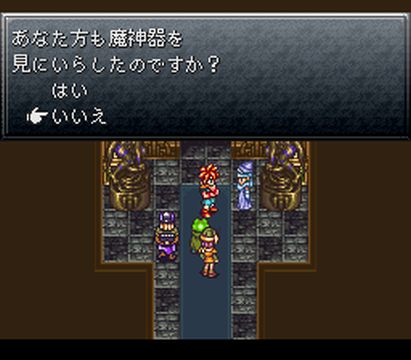 あなた方も魔神器を
見にいらしたのですか？
はい
いいえ